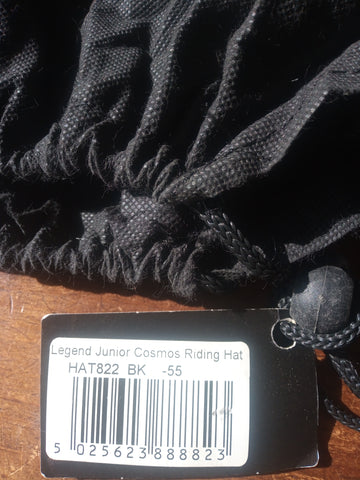 Legend Junior Cosmos Riding Hat
HAT822 BK -55
5 025623 888823